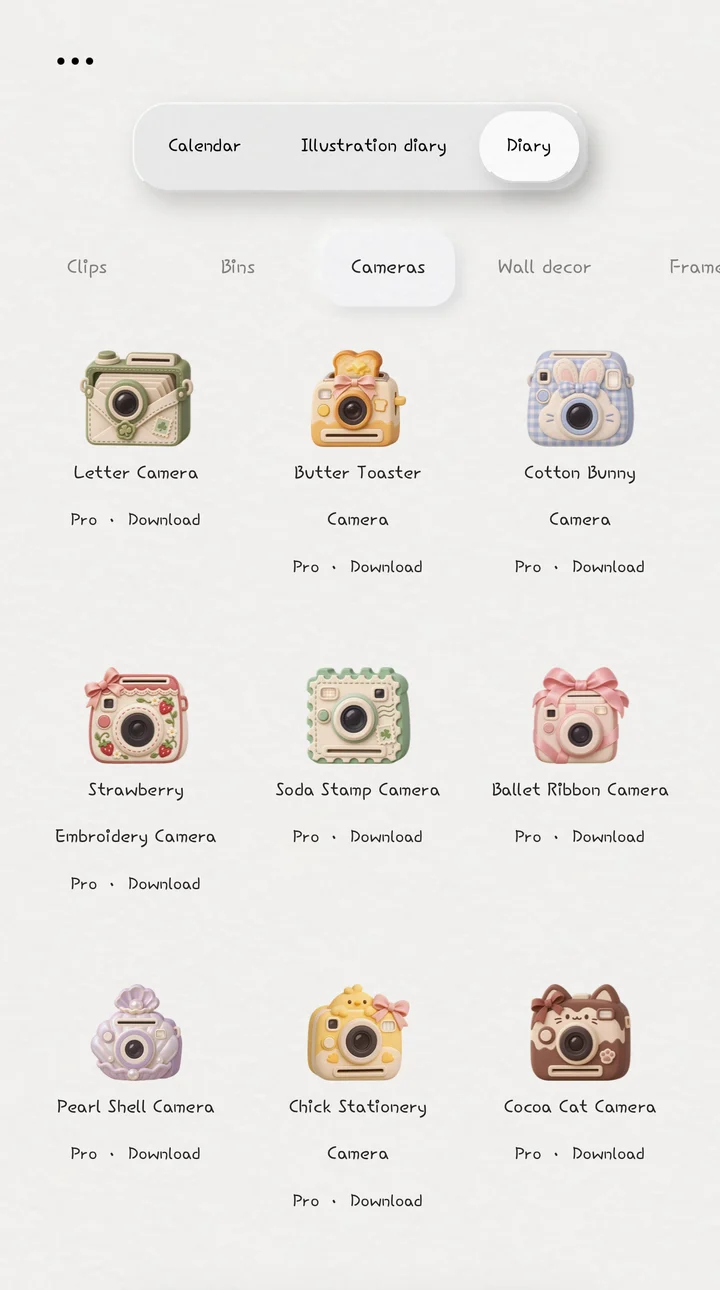 Calendar Illustration diary Diary
Clips Bins Cameras Wall decor Frame
Letter Camera
Pro · Download
Butter Toaster
Camera
Pro · Download
Cotton Bunny
Camera
Pro · Download
Strawberry
Embroidery Camera
Pro · Download
Soda Stamp Camera
Pro · Download
Ballet Ribbon Camera
Pro · Download
Pearl Shell Camera
Pro · Download
Chick Stationery
Camera
Pro · Download
Cocoa Cat Camera
Pro · Download